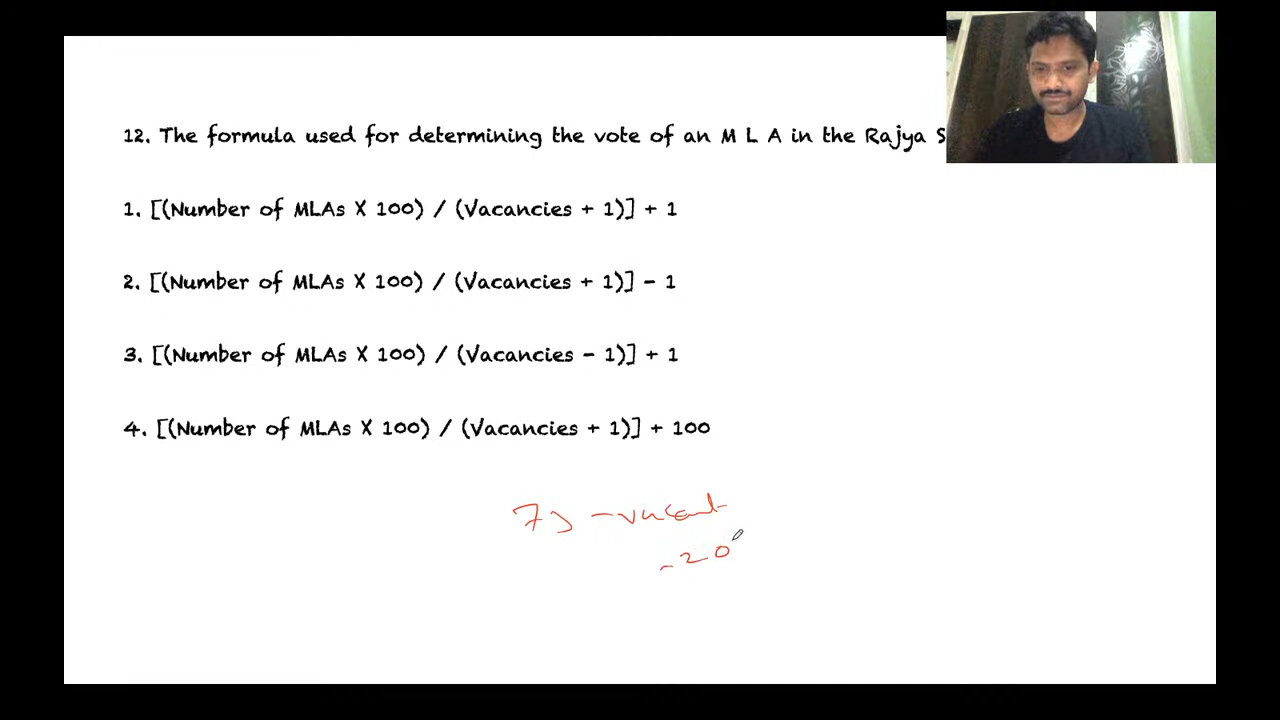 12. The formula used for determining the vote of an M L A in the Rajya S
1. [(Number of MLAs X 100) / (Vacancies + 1)] + 1
2. [(Number of MLAs X 100) / (Vacancies + 1)] - 1
3. [(Number of MLAs X 100) / (Vacancies - 1)] + 1
4. [(Number of MLAs X 100) / (Vacancies + 1)] + 100
- vacant
- 20